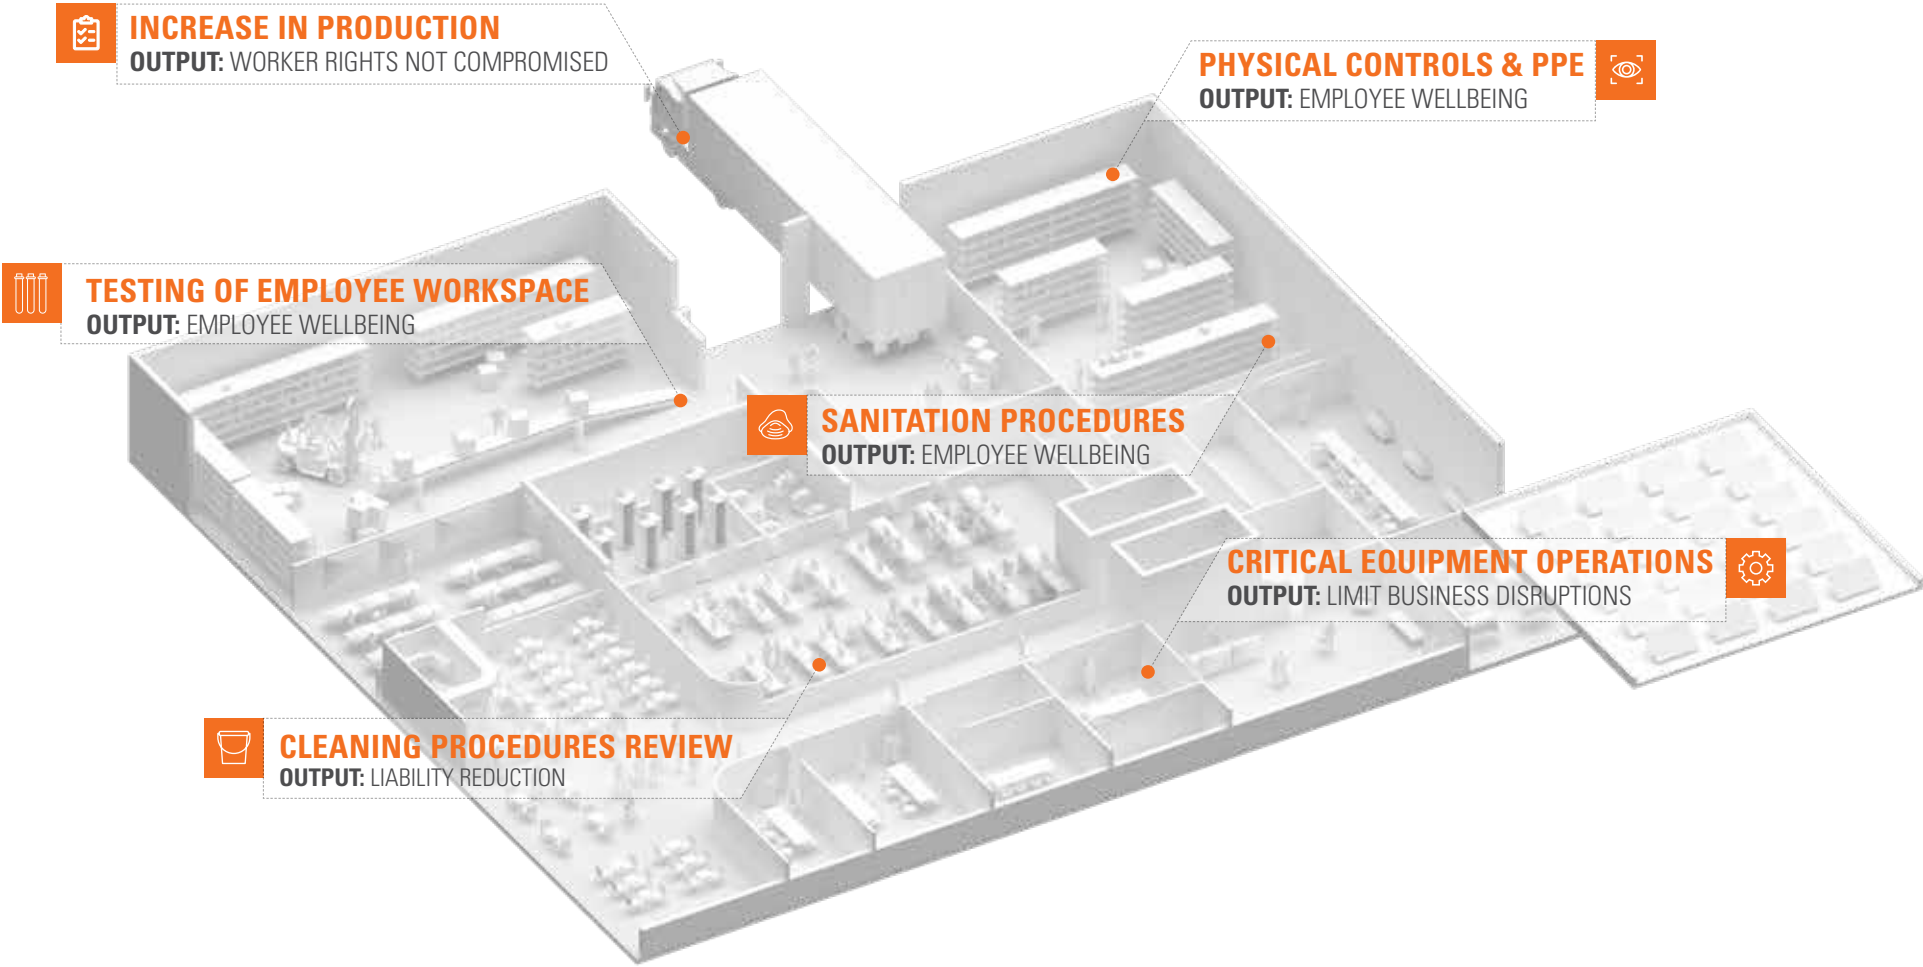 INCREASE IN PRODUCTION
OUTPUT: WORKER RIGHTS NOT COMPROMISED
PHYSICAL CONTROLS & PPE
OUTPUT: EMPLOYEE WELLBEING
TESTING OF EMPLOYEE WORKSPACE
OUTPUT: EMPLOYEE WELLBEING
SANITATION PROCEDURES
OUTPUT: EMPLOYEE WELLBEING
CRITICAL EQUIPMENT OPERATIONS
OUTPUT: LIMIT BUSINESS DISRUPTIONS
CLEANING PROCEDURES REVIEW
OUTPUT: LIABILITY REDUCTION